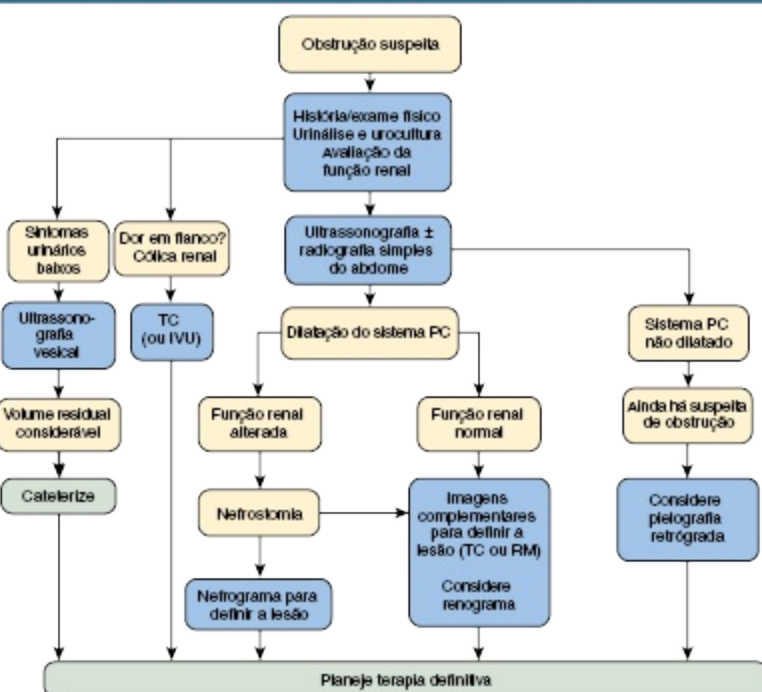 Obstrução suspeita
História/exame físico
Urinálise e urocultura
Avaliação da
função renal
Sintomas
urinários
baixos
Dor em flanco?
Cólica renal
Ultrassonografia ±
radiografia simples
do abdome
Ultrassono-
grafia
vesical
TC
(ou IVU)
Dilatação do sistema PC
Sistema PC
não dilatado
Volume residual
considerável
Função renal
alterada
Função renal
normal
Ainda há suspeita
de obstrução
Cateterize
Nefrostomia
Imagens
complementares
para definir a
lesão (TC ou RM)
Considere
renograma
Considere
pielografia
retrógrada
Nefrograma para
definir a lesão
Planeje terapia definitiva